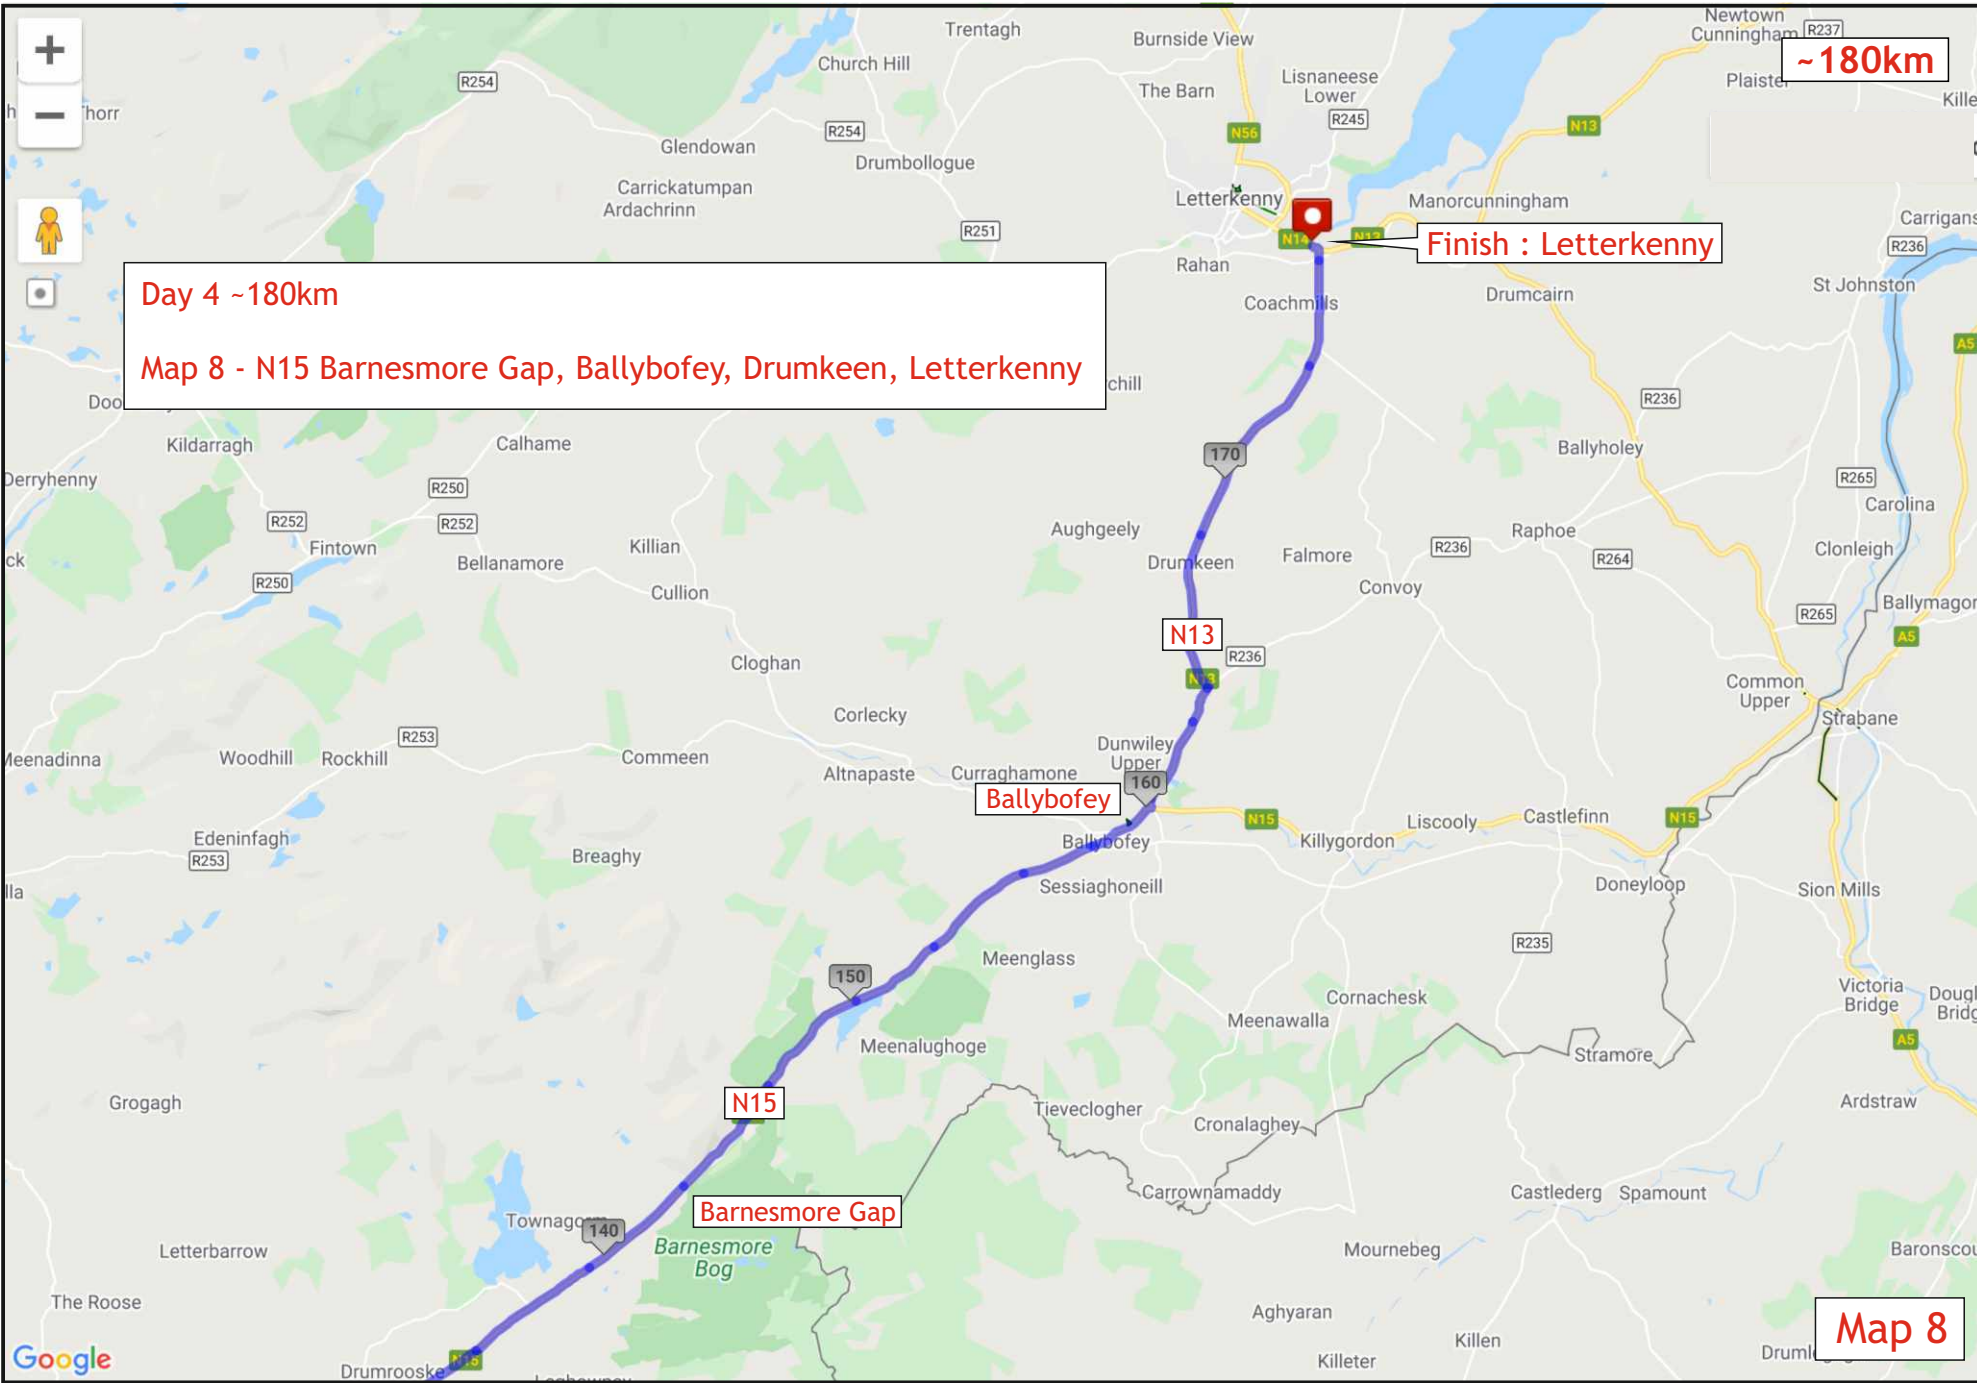 Trentagh
Burnside View
Newtown
Cunningham
R237
~180km
Church Hill
Lisnaneese
Lower
The Barn
R254
R245
N56
N13
R254
Glendowan
Drumbollogue
Carrickatumpan
Ardachrinn
Letterkenny
Manorcunningham
R251
N14
N13
Finish : Letterkenny
R236
Rahan
Coachmills
Drumcairn
St Johnston
Day 4 ~180km
Map 8 - N15 Barnesmore Gap, Ballybofey, Drumkeen, Letterkenny
A5
R236
Kildarragh
Calhame
170
Ballyholey
Derryhenny
R250
R265
Carolina
R252
R252
Aughgeely
Raphoe
Fintown
Killian
Bellanamore
Drumkeen
Falmore
R236
R264
Clonleigh
R250
Cullion
Convoy
R265
N13
A5
Cloghan
R236
N13
Common
Upper
Strabane
Corlecky
R253
Woodhill
Rockhill
Commeen
Dunwiley
Upper
Altnapaste
Curraghamone
160
Ballybofey
N15
Liscooly
Castlefinn
N15
Edeninfagh
R253
Breaghy
Ballybofey
Killygordon
Sessiaghoneill
Doneyloop
Sion Mills
R235
Meenglass
150
Cornachesk
Victoria
Bridge
Meenawalla
Meenalughoge
Stramore
A5
Grogagh
N15
Tieveclogher
Cronalaghey
Ardstraw
Barnesmore Gap
Carrownamaddy
Castlederg
Spamount
140
Letterbarrow
Barnesmore
Bog
Mournebeg
The Roose
Aghyaran
Map 8
Killen
Google
Drumrooske
N15
Killeter